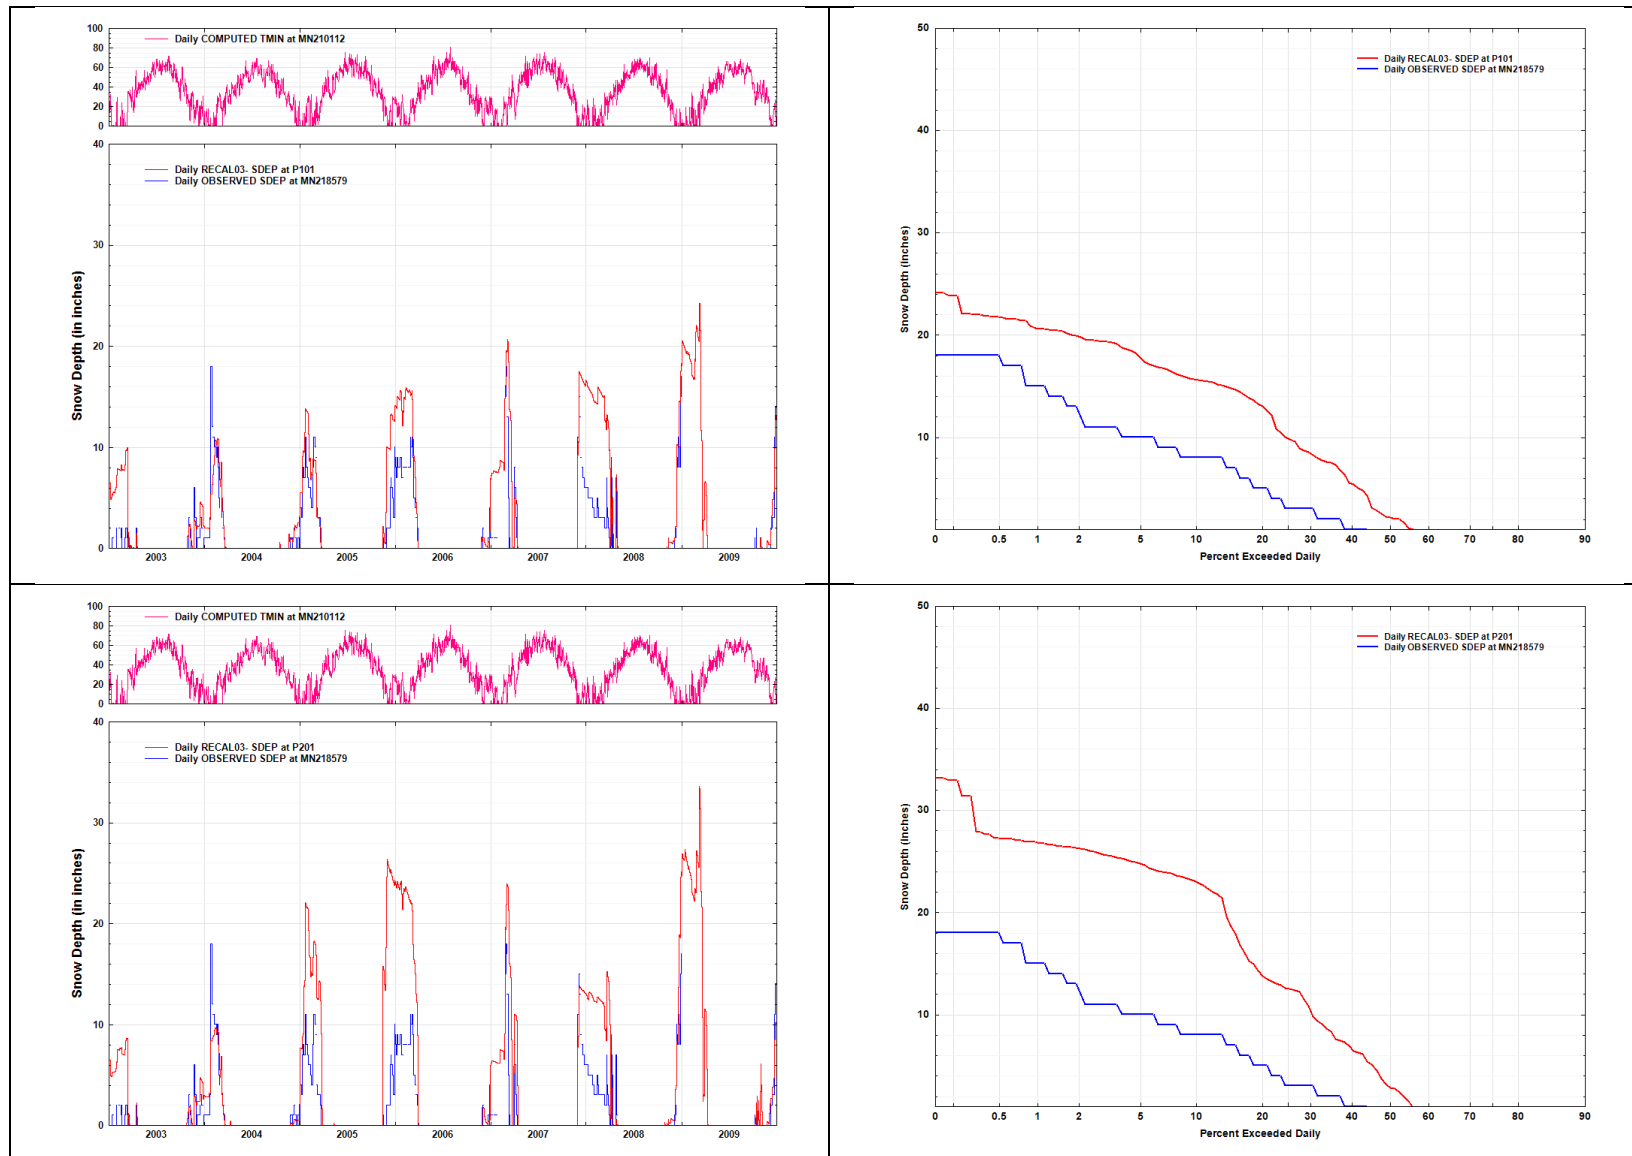 100
80
60
40
20
0
Daily COMPUTED TMIN at MN210112
40
30
20
10
0
Snow Depth (in inches)
Daily RECAL03- SDEP at P101
Daily OBSERVED SDEP at MN218579
2003 2004 2005 2006 2007 2008 2009
50
40
30
20
10
Snow Depth (Inches)
Daily RECAL03- SDEP at P101
Daily OBSERVED SDEP at MN218579
0 0.5 1 2 5 10 20 30 40 50 60 70 80 90
Percent Exceeded Daily
100
80
60
40
20
0
Daily COMPUTED TMIN at MN210112
40
30
20
10
0
Snow Depth (in inches)
Daily RECAL03- SDEP at P201
Daily OBSERVED SDEP at MN218579
2003 2004 2005 2006 2007 2008 2009
50
40
30
20
10
Snow Depth (Inches)
Daily RECAL03- SDEP at P201
Daily OBSERVED SDEP at MN218579
0 0.5 1 2 5 10 20 30 40 50 60 70 80 90
Percent Exceeded Daily